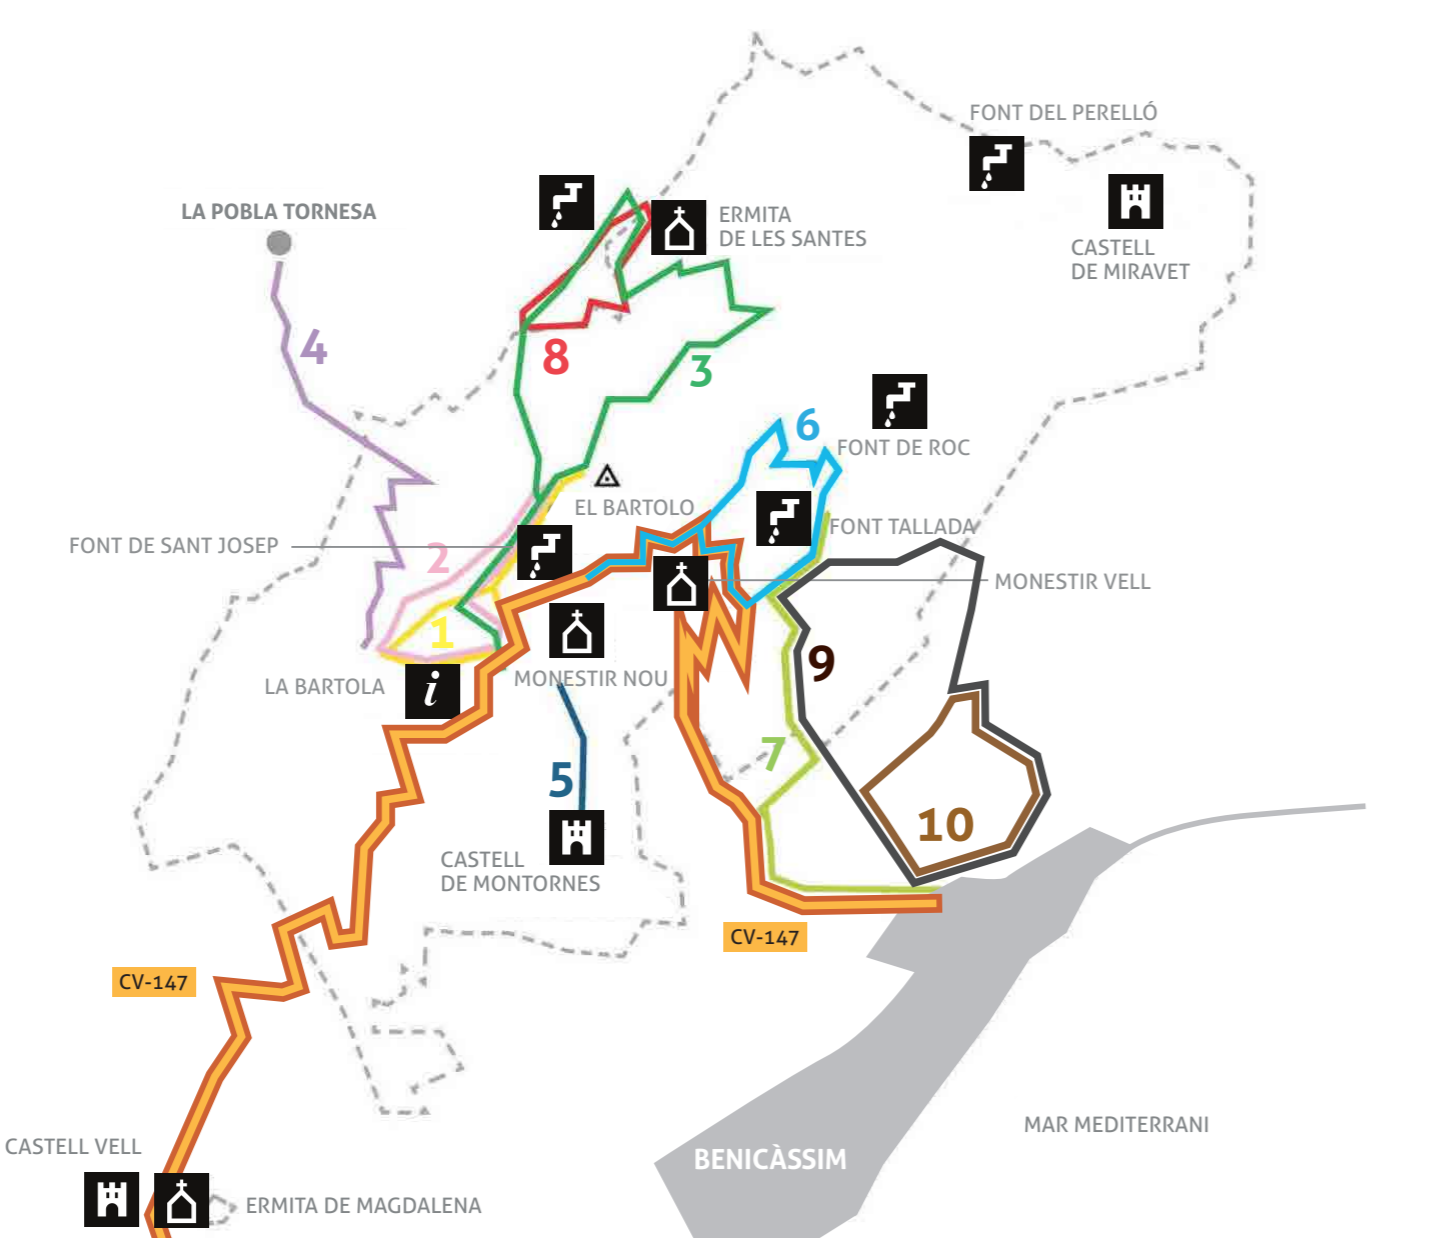 FONT DEL PERELLÓ
LA POBLA TORNESA
ERMITA
DE LES SANTES
CASTELL
DE MIRAVET
4
8
3
6
FONT DE ROC
EL BARTOLO
FONT TALLADA
FONT DE SANT JOSEP
2
MONESTIR VELL
1
9
LA BARTOLA
i
MONESTIR NOU
7
5
10
CASTELL
DE MONTORNES
CV-147
CV-147
MAR MEDITERRANI
CASTELL VELL
BENICÀSSIM
ERMITA DE MAGDALENA